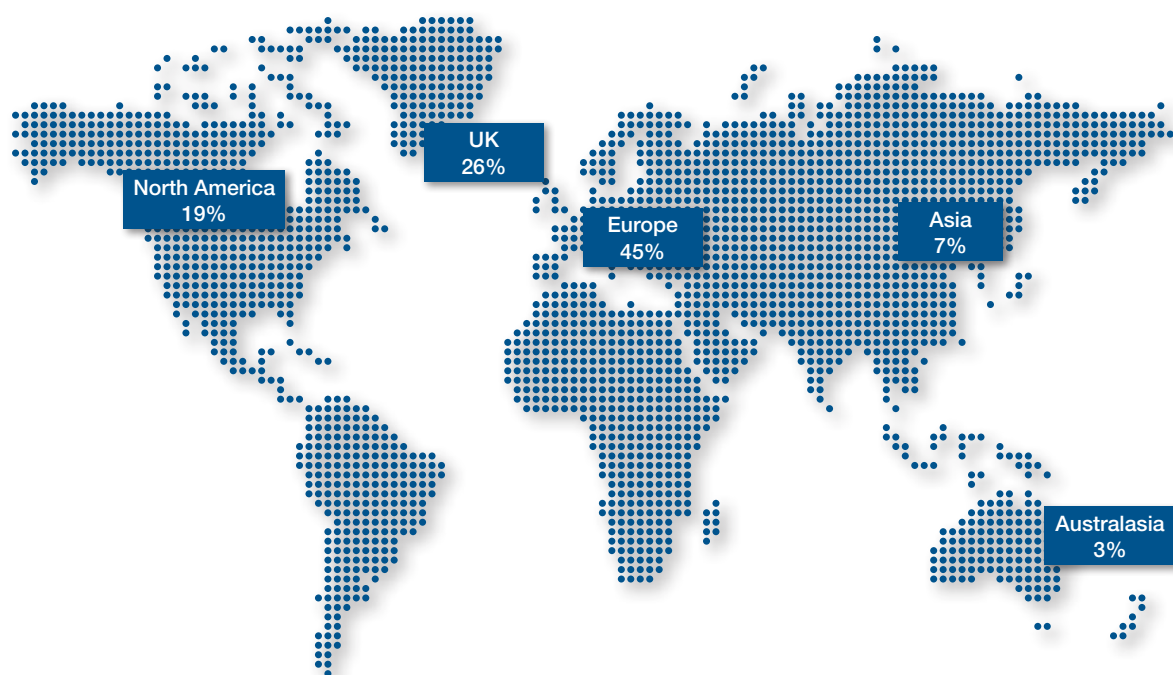 UK
26%
North America
19%
Europe
45%
Asia
7%
Australasia
3%